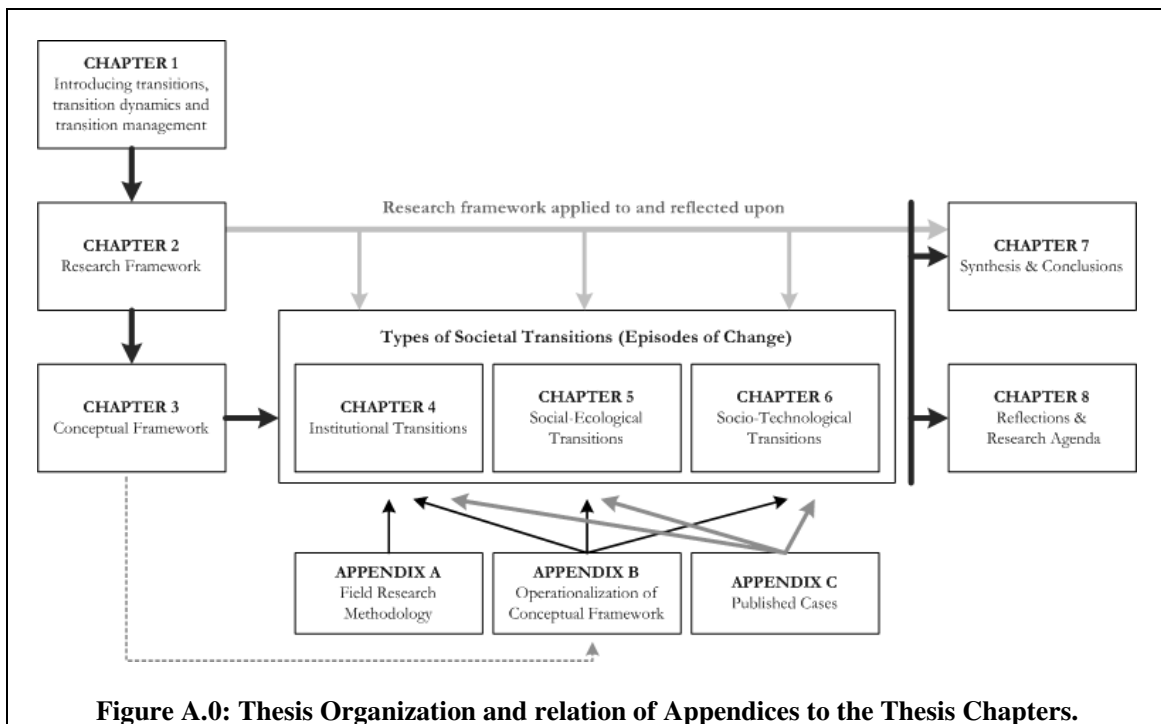 CHAPTER 1
Introducing transitions,
transition dynamics and
transition management
Research framework applied to and reflected upon
CHAPTER 2
Research Framework
CHAPTER 7
Synthesis & Conclusions
Types of Societal Transitions (Episodes of Change)
CHAPTER 3
Conceptual Framework
CHAPTER 4
Institutional Transitions
CHAPTER 5
Social-Ecological
Transitions
CHAPTER 6
Socio-Technological
Transitions
CHAPTER 8
Reflections &
Research Agenda
APPENDIX A
Field Research
Methodology
APPENDIX B
Operationalization of
Conceptual Framework
APPENDIX C
Published Cases
Figure A.0: Thesis Organization and relation of Appendices to the Thesis Chapters.